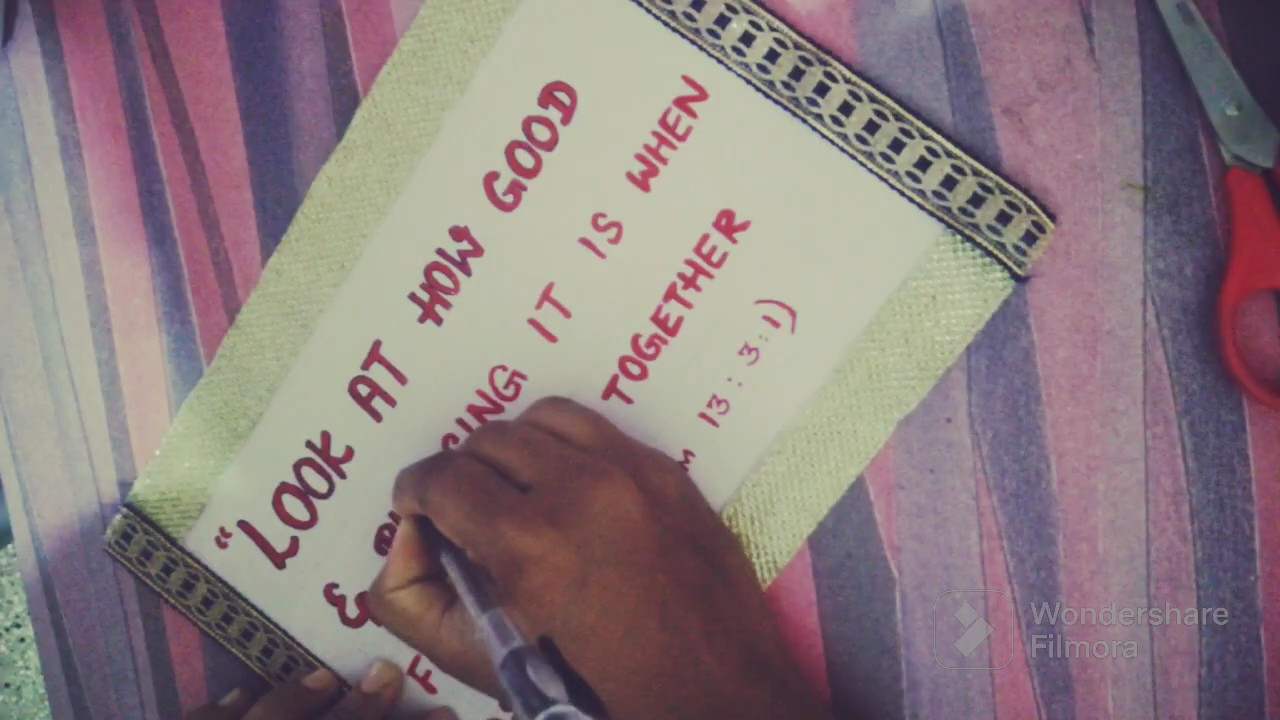 "LOOK AT HOW GOOD
& IT IS WHEN
TOGETHER
13:3:1)
Wondershare
Filmora